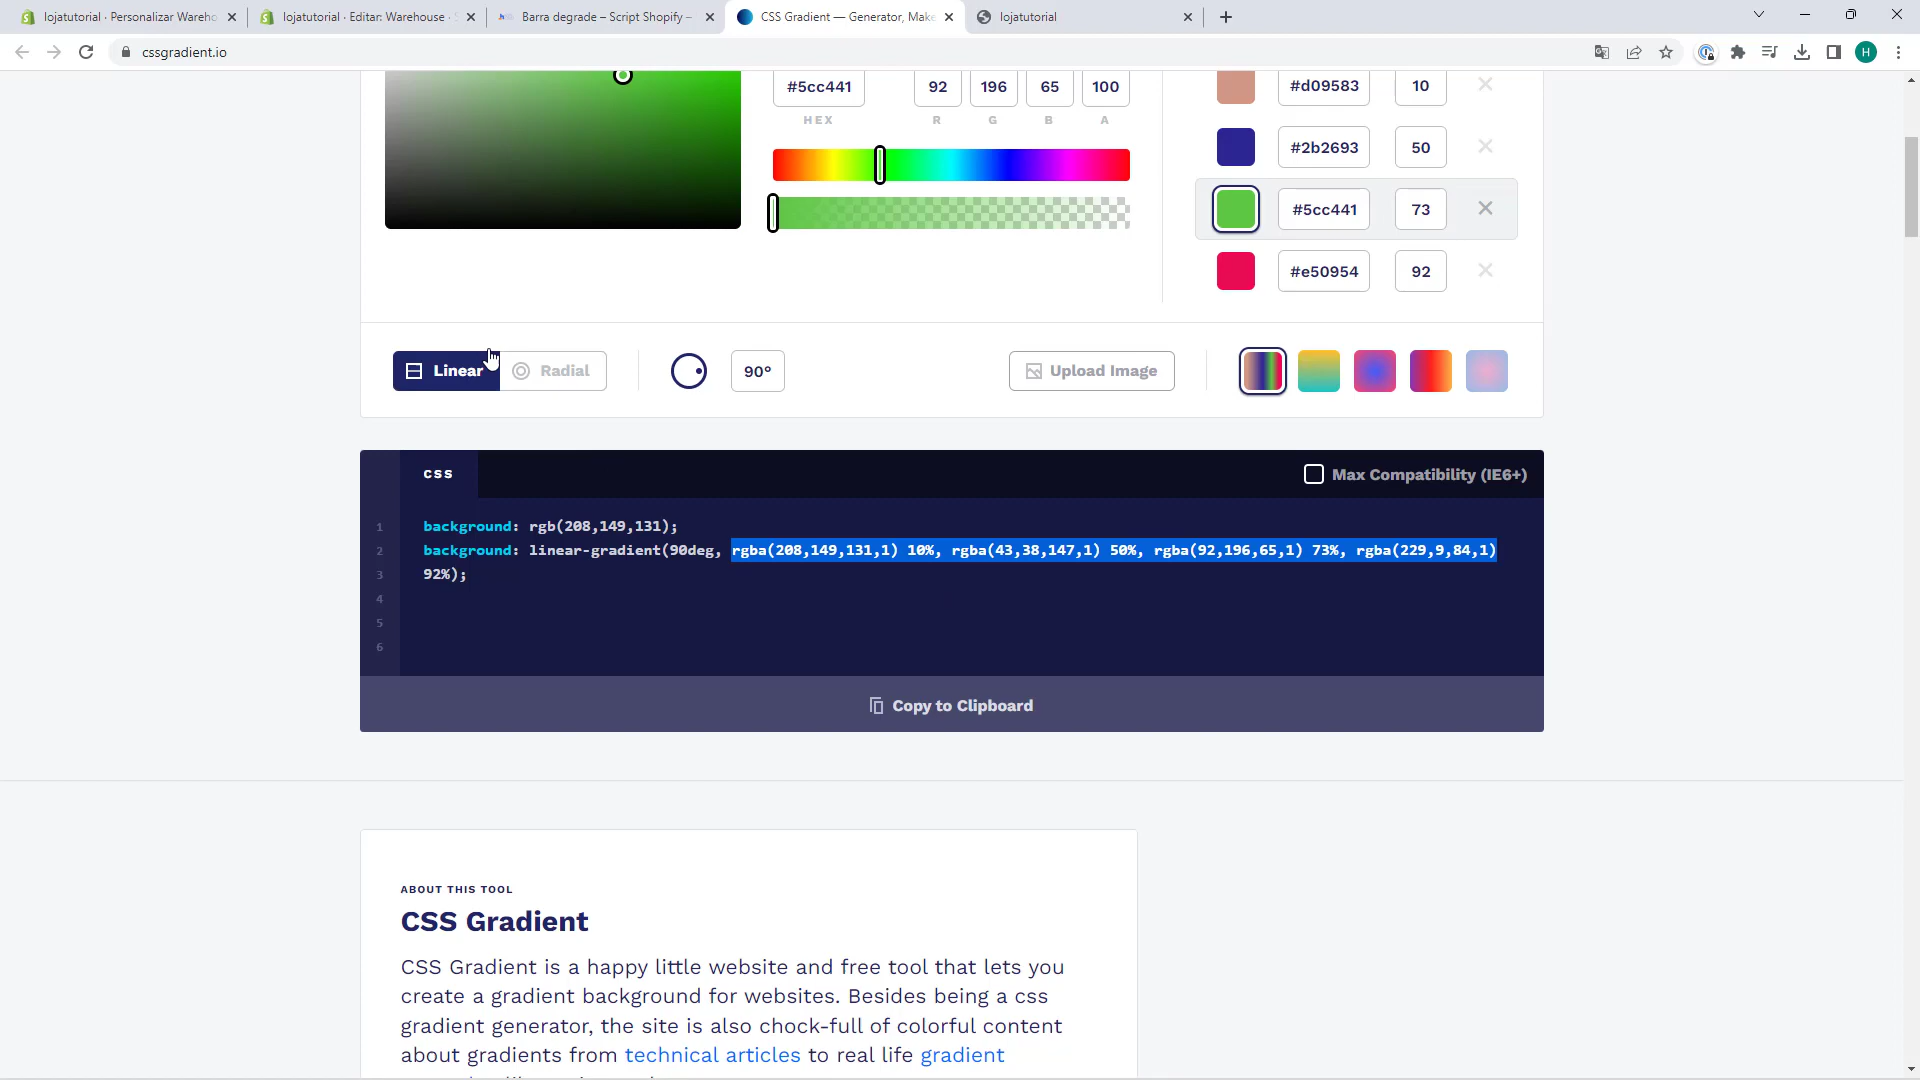 lojatutorial · Personalizar Wareho
lojatutorial · Editar: Warehouse ·
Barra degrade – Script Shopify –
CSS Gradient — Generator, Make
lojatutorial
cssgradient.io
H
#5cc441 92 196 65 100
HEX R G B A
#d09583 10
#2b2693 50
#5cc441 73
#e50954 92
Linear Radial 90° Upload Image
CSS Max Compatibility (IE6+)
1 background: rgb(208,149,131);
2 background: linear-gradient(90deg, rgba(208,149,131,1) 10%, rgba(43,38,147,1) 50%, rgba(92,196,65,1) 73%, rgba(229,9,84,1)
3 92%);
4
5
6
Copy to Clipboard
ABOUT THIS TOOL
CSS Gradient
CSS Gradient is a happy little website and free tool that lets you
create a gradient background for websites. Besides being a css
gradient generator, the site is also chock-full of colorful content
about gradients from technical articles to real life gradient